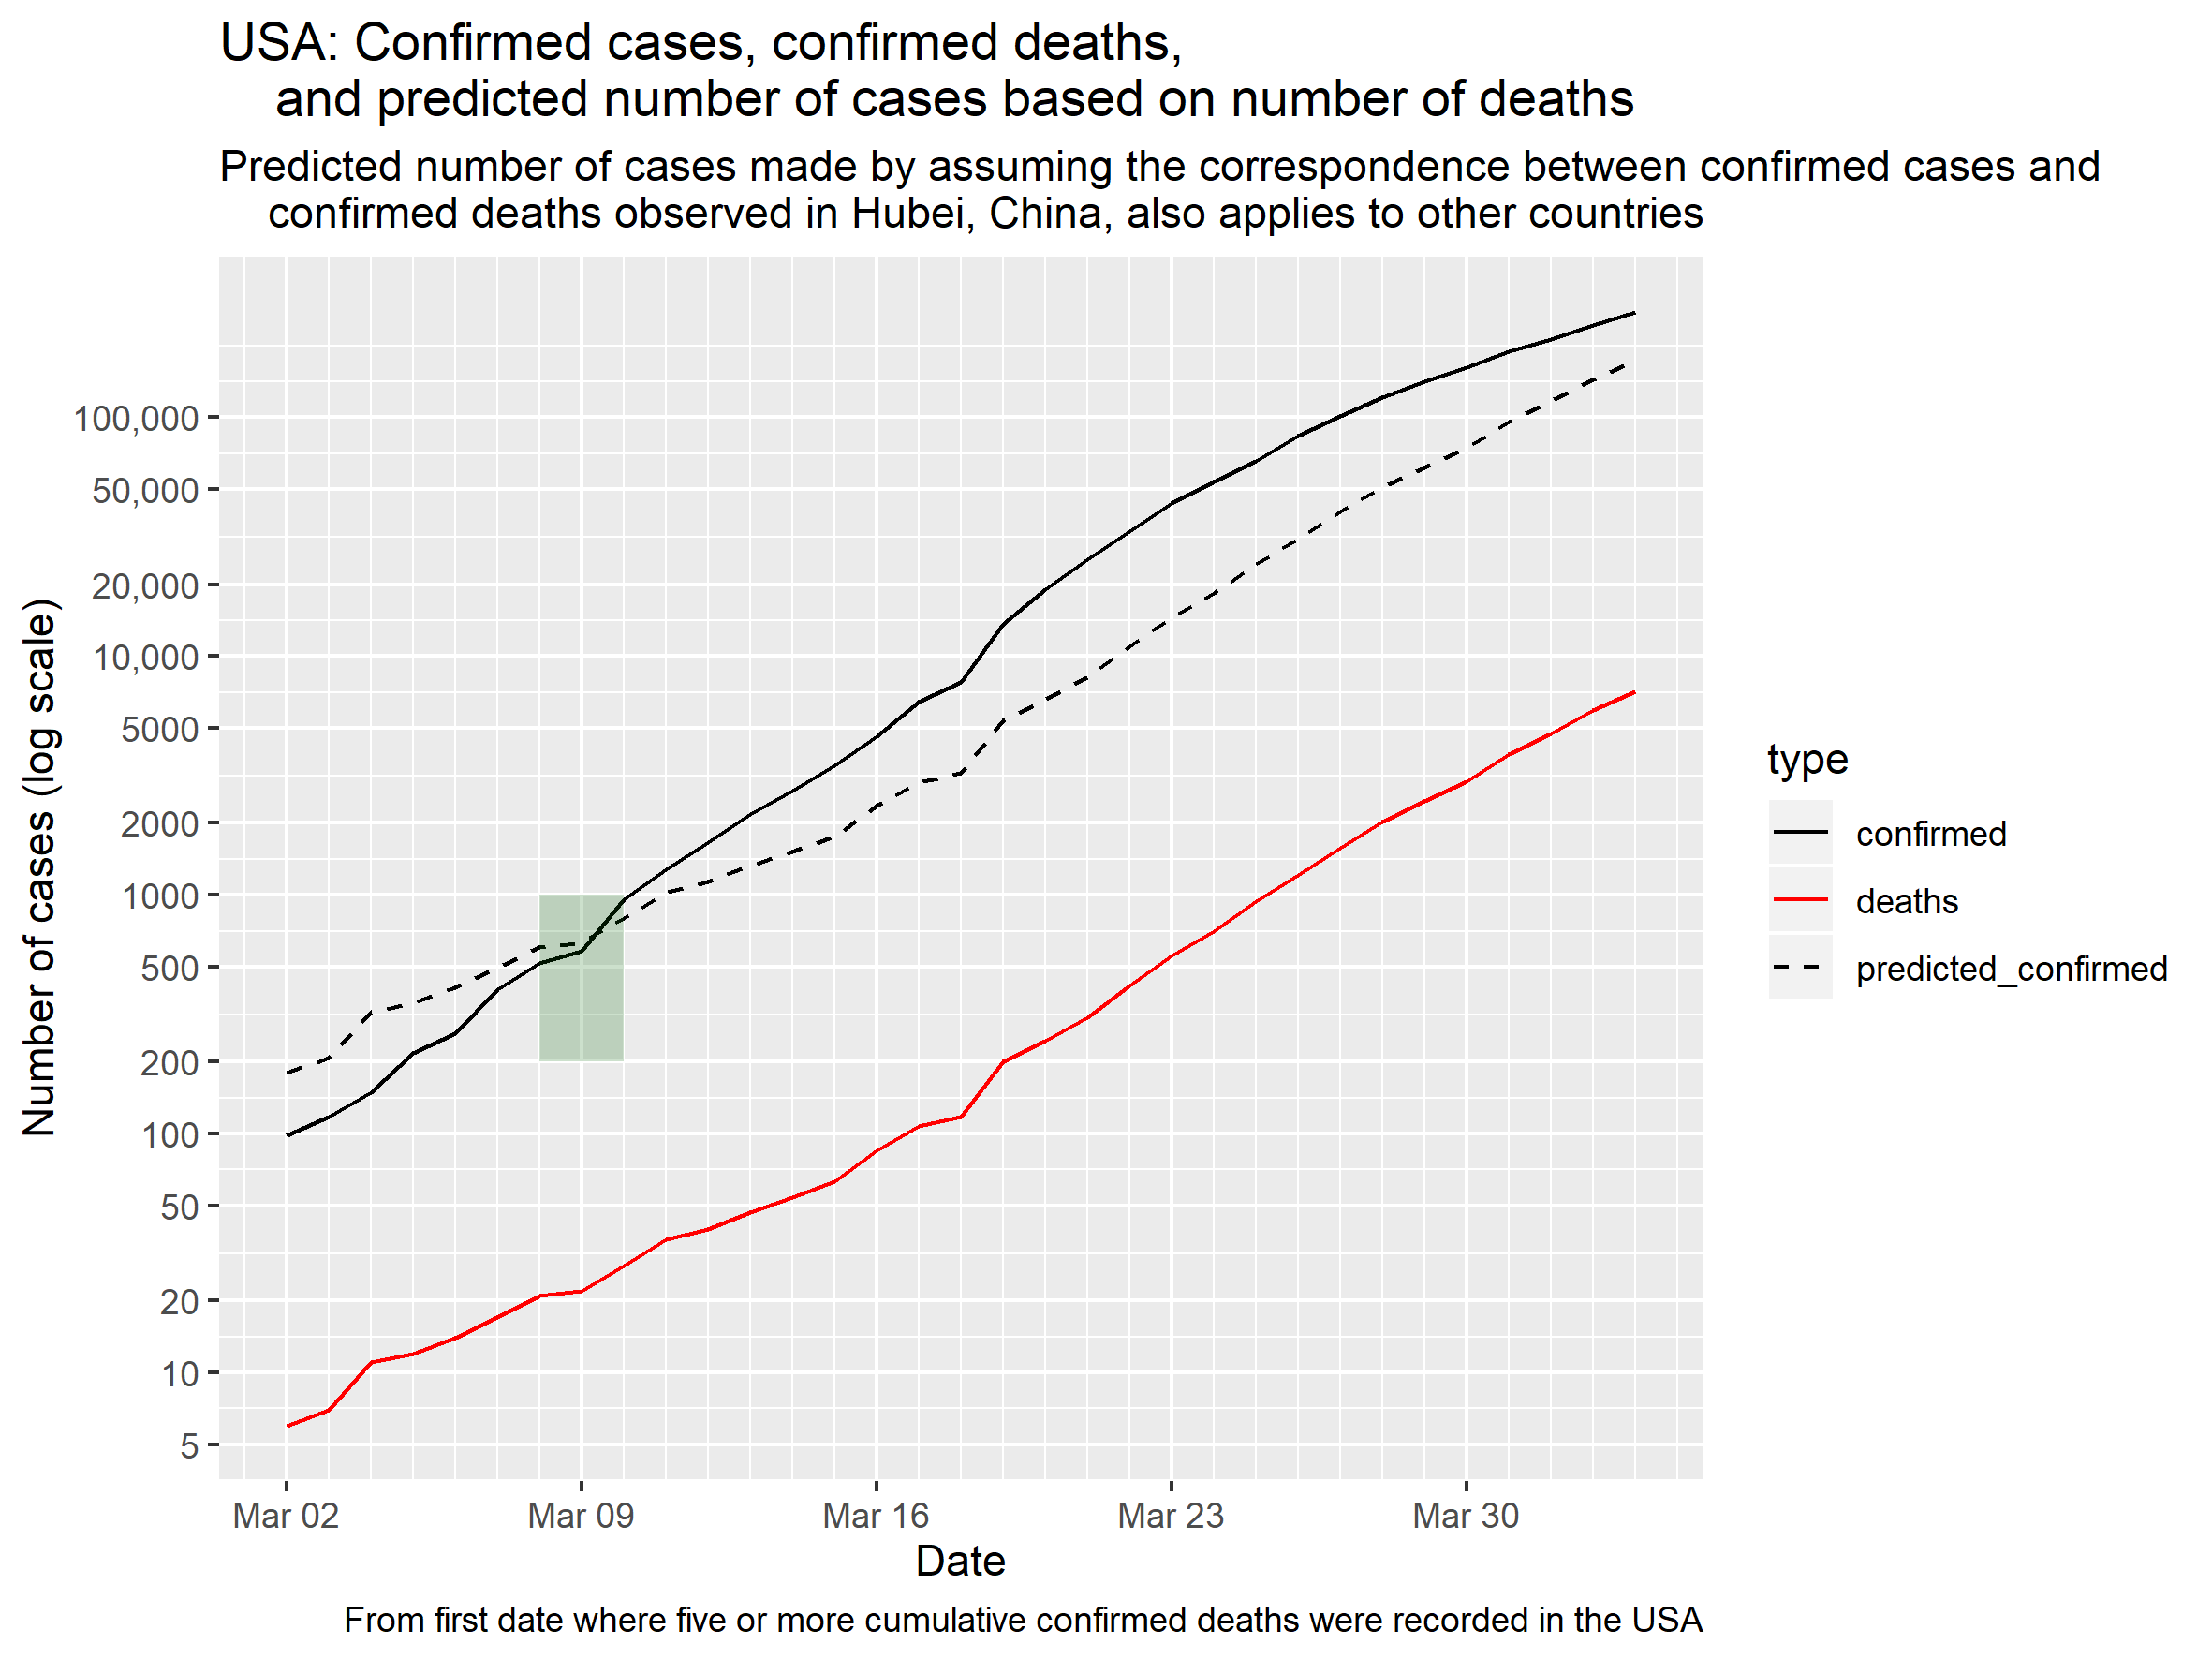 USA: Confirmed cases, confirmed deaths,
and predicted number of cases based on number of deaths
Predicted number of cases made by assuming the correspondence between confirmed cases and
confirmed deaths observed in Hubei, China, also applies to other countries
Number of cases (log scale)
100,000
50,000
20,000
10,000
5000
2000
1000
500
200
100
50
20
10
5
Mar 02
Mar 09
Mar 16
Mar 23
Mar 30
Date
From first date where five or more cumulative confirmed deaths were recorded in the USA
type
confirmed
deaths
predicted_confirmed